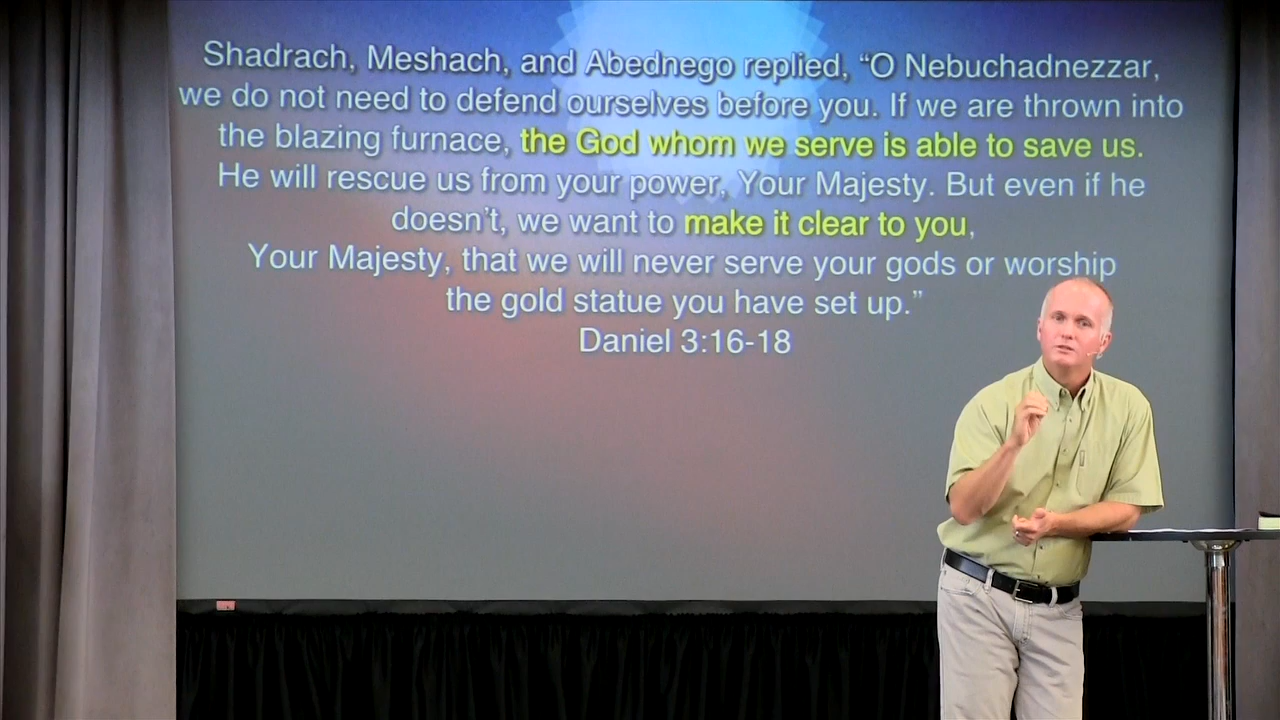 Shadrach, Meshach, and Abednego replied, “O Nebuchadnezzar,
we do not need to defend ourselves before you. If we are thrown into
the blazing furnace, the God whom we serve is able to save us.
He will rescue us from your power, Your Majesty. But even if he
doesn’t, we want to make it clear to you,
Your Majesty, that we will never serve your gods or worship
the gold statue you have set up.”
Daniel 3:16-18